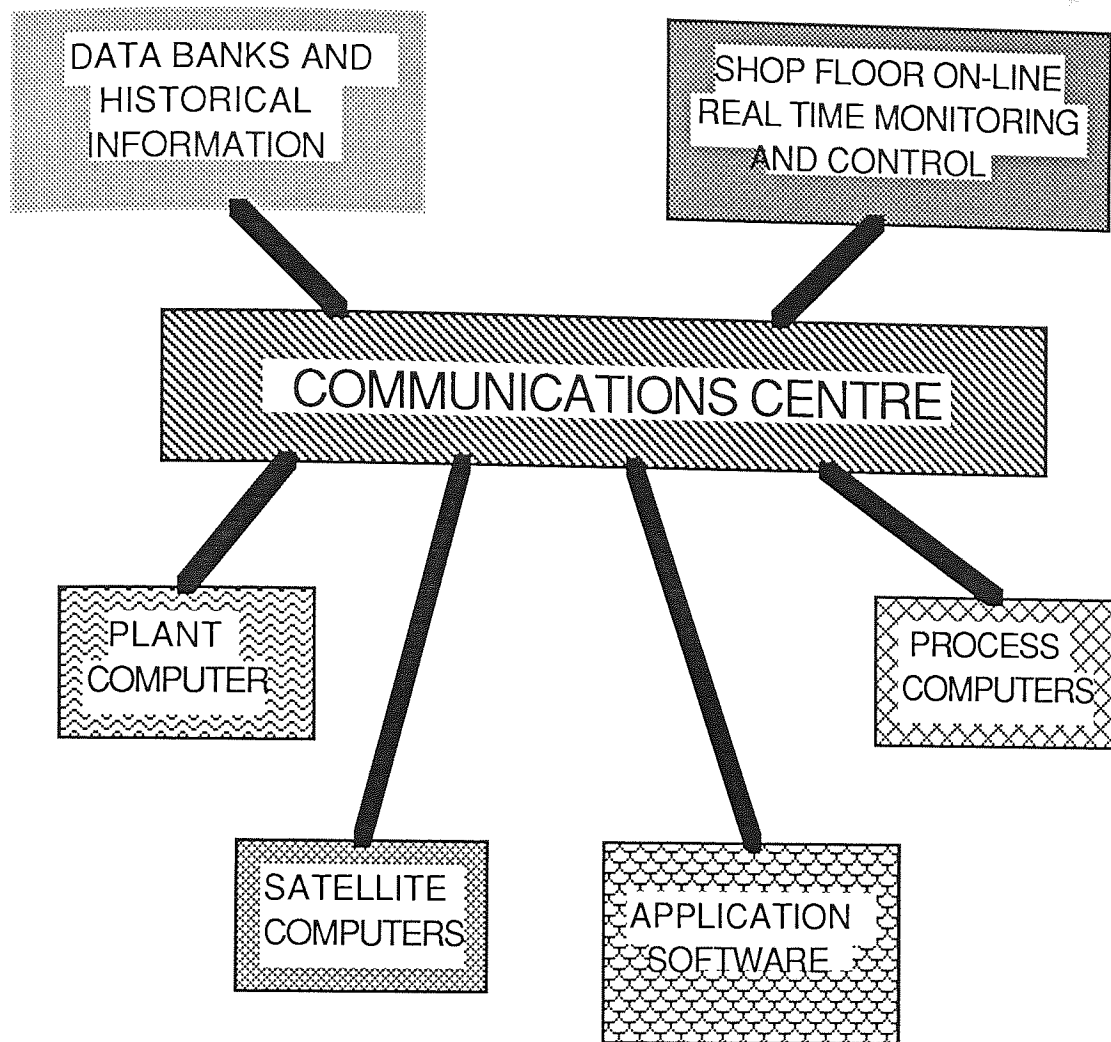 DATA BANKS AND
HISTORICAL
INFORMATION
SHOP FLOOR ON-LINE
REAL TIME MONITORING
AND CONTROL
COMMUNICATIONS CENTRE
PLANT
COMPUTER
PROCESS
COMPUTERS
SATELLITE
COMPUTERS
APPLICATION
SOFTWARE